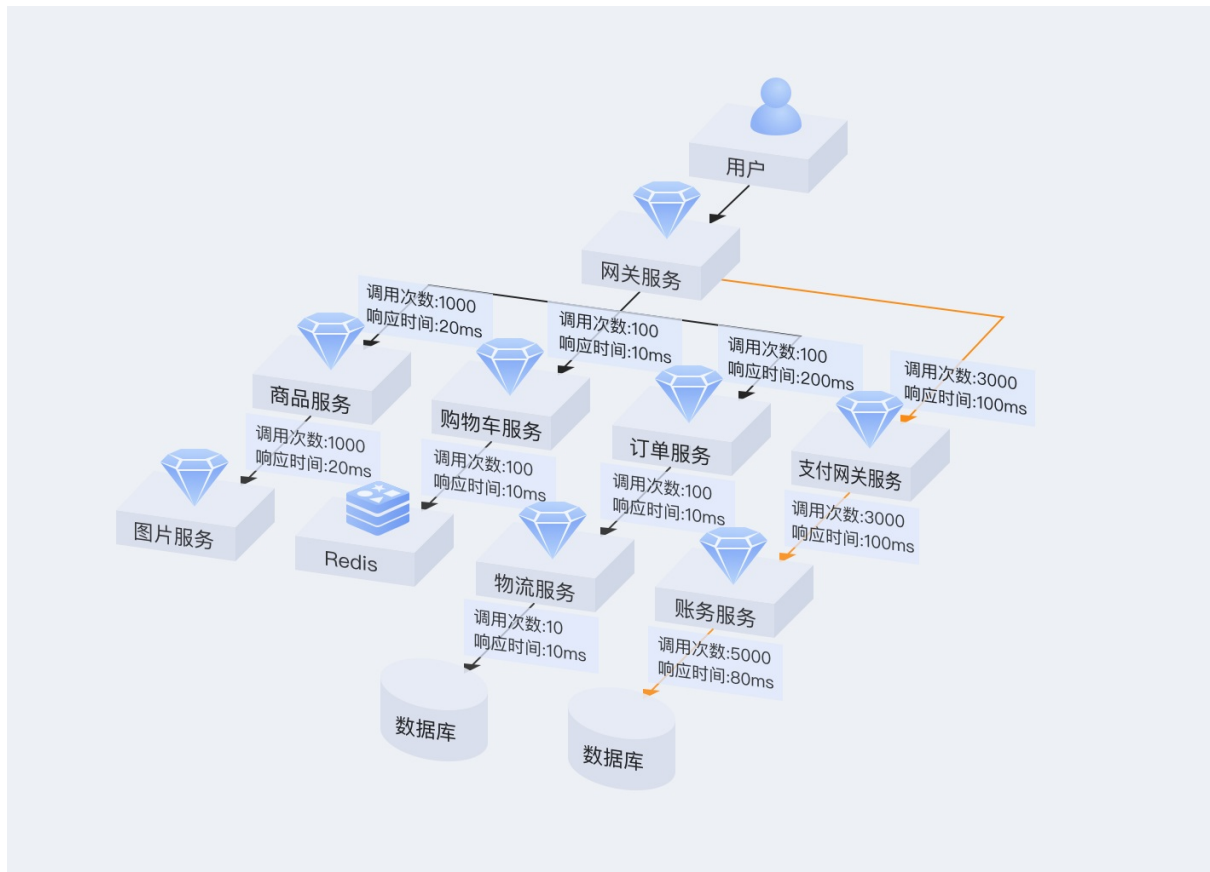 用户
网关服务
调用次数:1000
响应时间:20ms
调用次数:100
响应时间:10ms
调用次数:100
响应时间:200ms
调用次数:3000
响应时间:100ms
商品服务
购物车服务
订单服务
支付网关服务
调用次数:1000
响应时间:20ms
调用次数:100
响应时间:10ms
调用次数:100
响应时间:10ms
调用次数:3000
响应时间:100ms
图片服务
Redis
物流服务
账务服务
调用次数:10
响应时间:10ms
调用次数:5000
响应时间:80ms
数据库
数据库